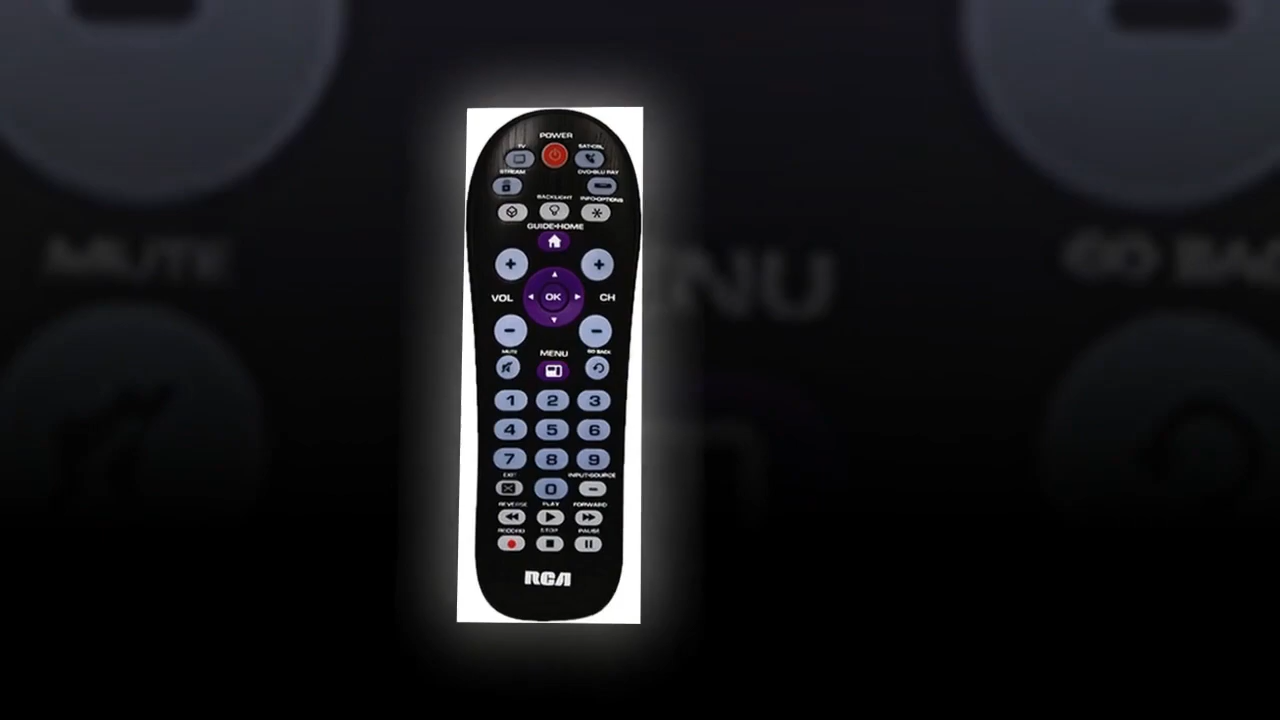 POWER
TV
SAT•CBL
STREAM
DVD•BLU RAY
BACKLIGHT
INFO•OPTIONS
GUIDE•HOME
+ +
OK
VOL CH
- -
MUTE
MENU
GO BACK
1 2 3
4 5 6
7 8 9
EXIT
INPUT•SOURCE
0
REVERSE PLAY FORWARD
RECORD STOP PAUSE
RCA
MUTE
ENU
GO BAC